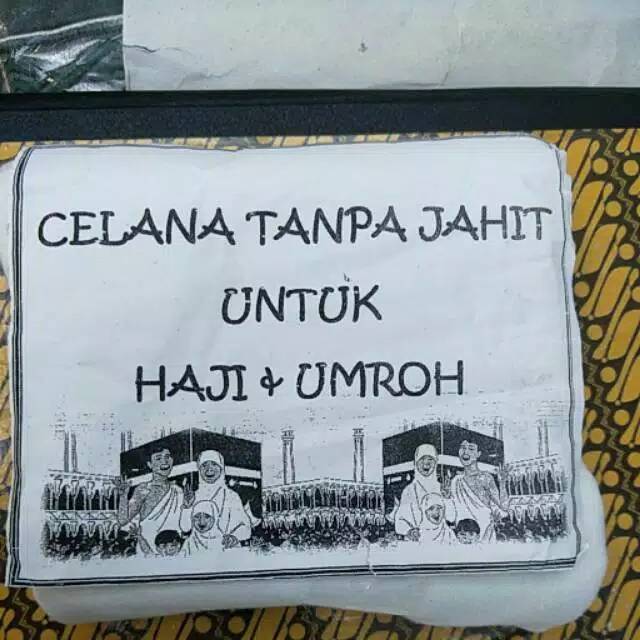 CELANA TANPA JAHIT
UNTUK
HAJI & UMROH